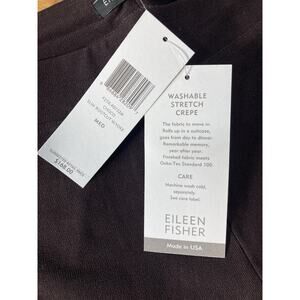 WASHABLE
STRETCH
CREPE
The fabric to move in.
Rolls up in a suitcase,
goes from day to dinner.
Remarkable memory,
year after year.
Finished fabric meets
Oeko Tex Standard 100.
CARE
Machine wash cold,
separately.
See care label.
EILEEN
FISHER
Made in USA
MED
$168.00